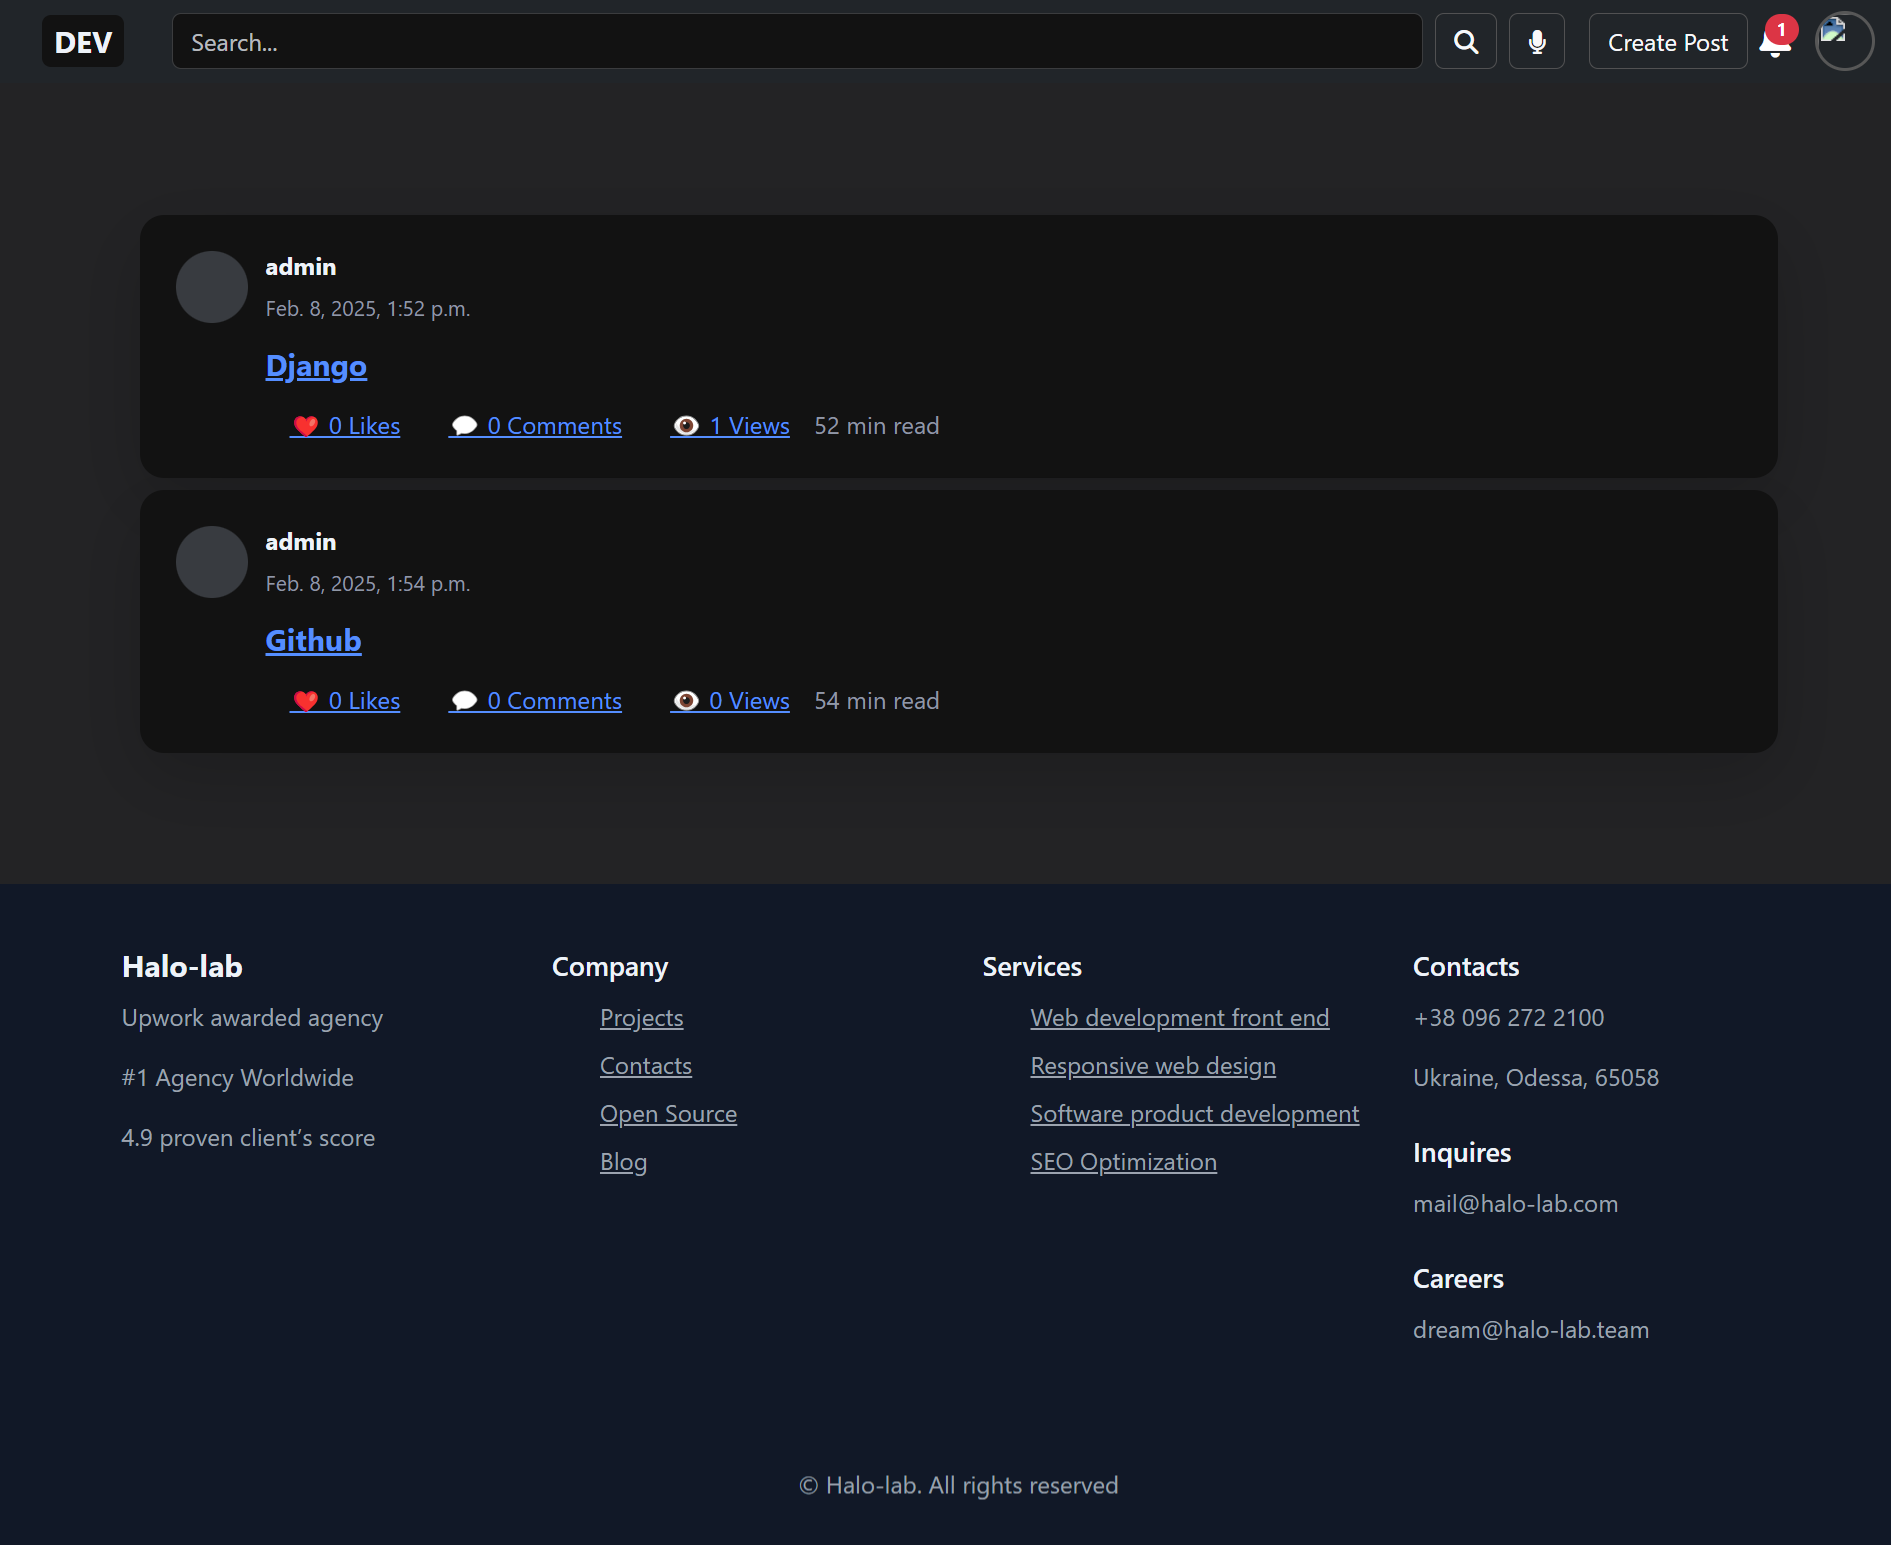 DEV
Search...
Create Post
1
admin
Feb. 8, 2025, 1:52 p.m.
Django
❤️ 0 Likes 💬 0 Comments 👁️ 1 Views 52 min read
admin
Feb. 8, 2025, 1:54 p.m.
Github
❤️ 0 Likes 💬 0 Comments 👁️ 0 Views 54 min read
Halo-lab
Upwork awarded agency
#1 Agency Worldwide
4.9 proven client’s score
Company
Projects
Contacts
Open Source
Blog
Services
Web development front end
Responsive web design
Software product development
SEO Optimization
Contacts
+38 096 272 2100
Ukraine, Odessa, 65058
Inquires
mail@halo-lab.com
Careers
dream@halo-lab.team
© Halo-lab. All rights reserved